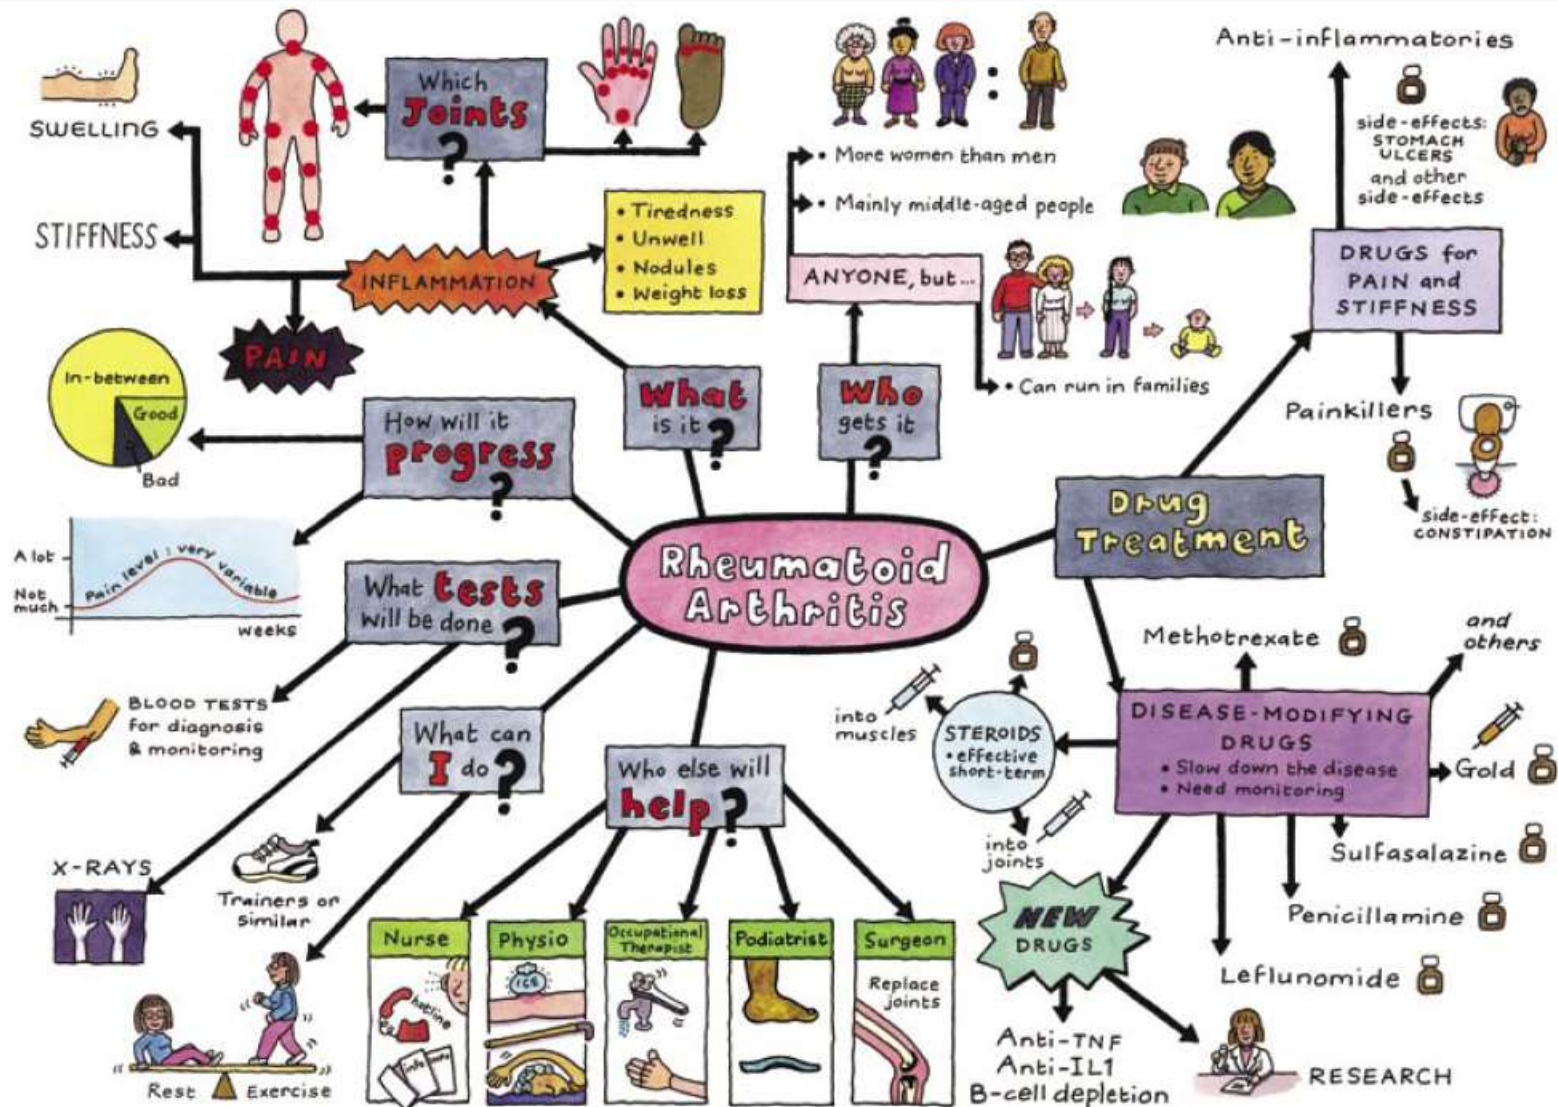 Rheumatoid
Arthritis
What
is it ?
INFLAMMATION
Which
Joints
?
SWELLING
STIFFNESS
PAIN
• Tiredness
• Unwell
• Nodules
• Weight loss
Who
gets it
?
ANYONE, but...
• More women than men
• Mainly middle-aged people
• Can run in families
:
Drug
Treatment
DRUGS for
PAIN and
STIFFNESS
Anti-inflammatories
side-effects:
STOMACH
ULCERS
and other
side-effects
Painkillers
side-effect:
CONSTIPATION
DISEASE-MODIFYING
DRUGS
• Slow down the disease
• Need monitoring
Methotrexate
and
others
Gold
Sulfasalazine
Penicillamine
Leflunomide
NEW
DRUGS
Anti-TNF
Anti-IL1
B-cell depletion
RESEARCH
STEROIDS
• effective
short-term
into
muscles
into
joints
Who else will
help ?
Nurse
hotline
Physio
ICE
Occupational
Therapist
Podiatrist
Surgeon
Replace
joints
What can
I do ?
Trainers or
similar
Rest
Exercise
What tests
will be done ?
BLOOD TESTS
for diagnosis
& monitoring
X-RAYS
How will it
progress
?
In-between
Good
Bad
A lot
Not
much
Pain level : very variable
weeks